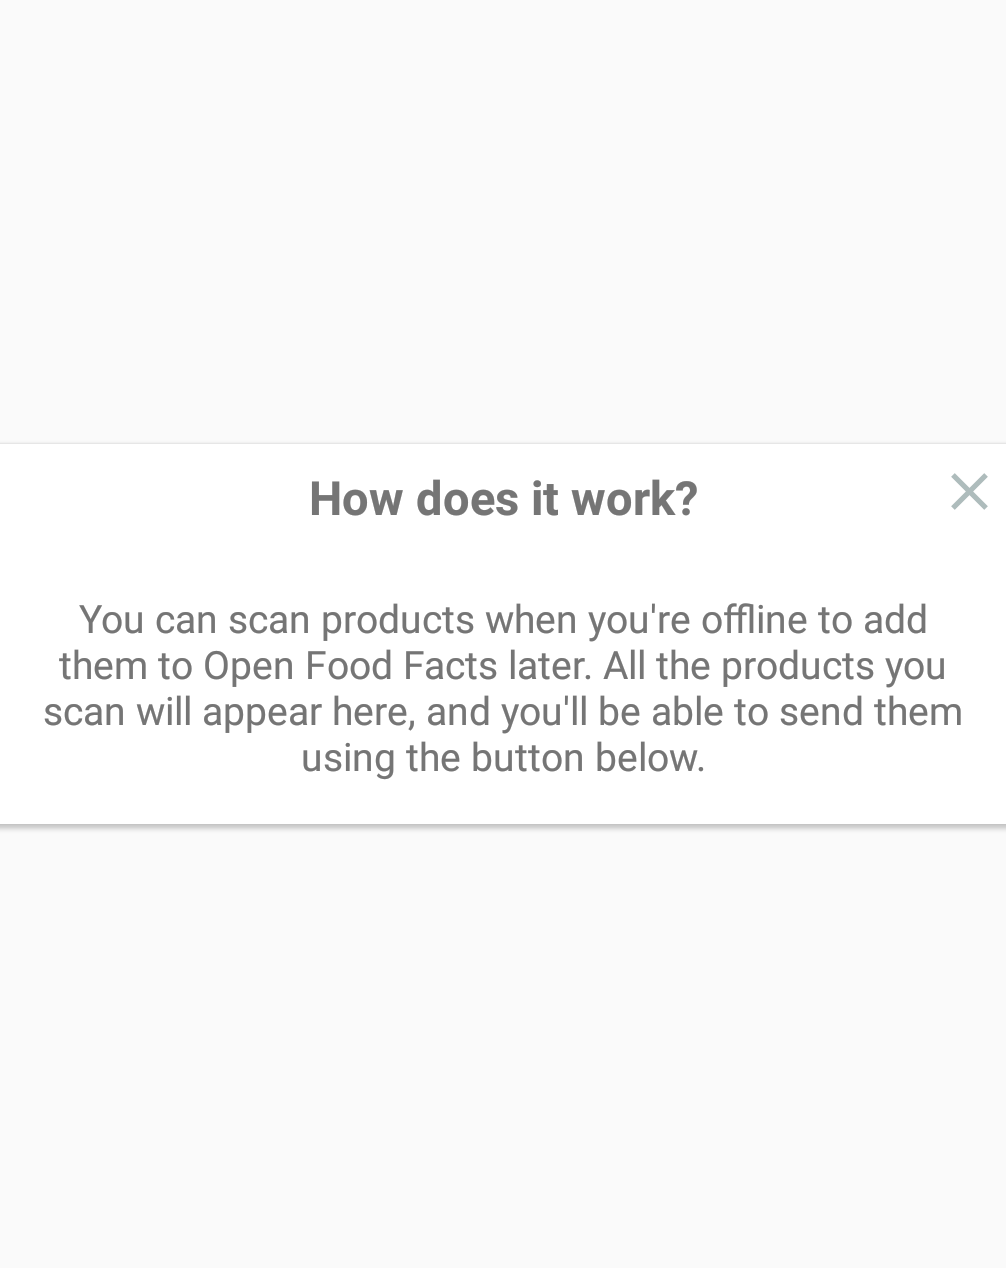 How does it work?
You can scan products when you're offline to add
them to Open Food Facts later. All the products you
scan will appear here, and you'll be able to send them
using the button below.